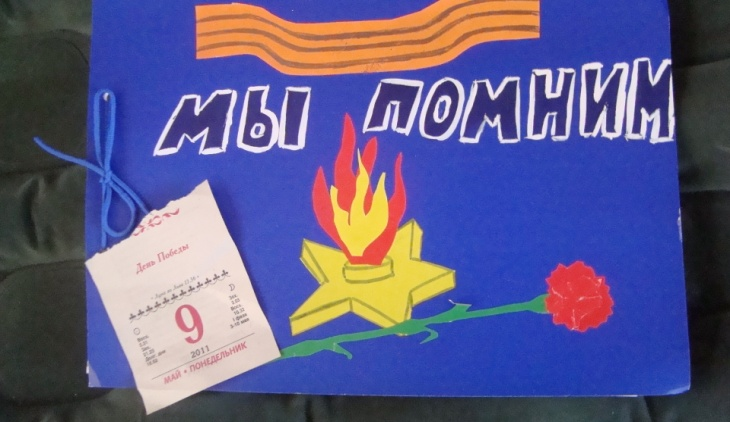 МЫ ПОМНИМ
День Победы
9
2011
МАЙ • ПОНЕДЕЛЬНИК